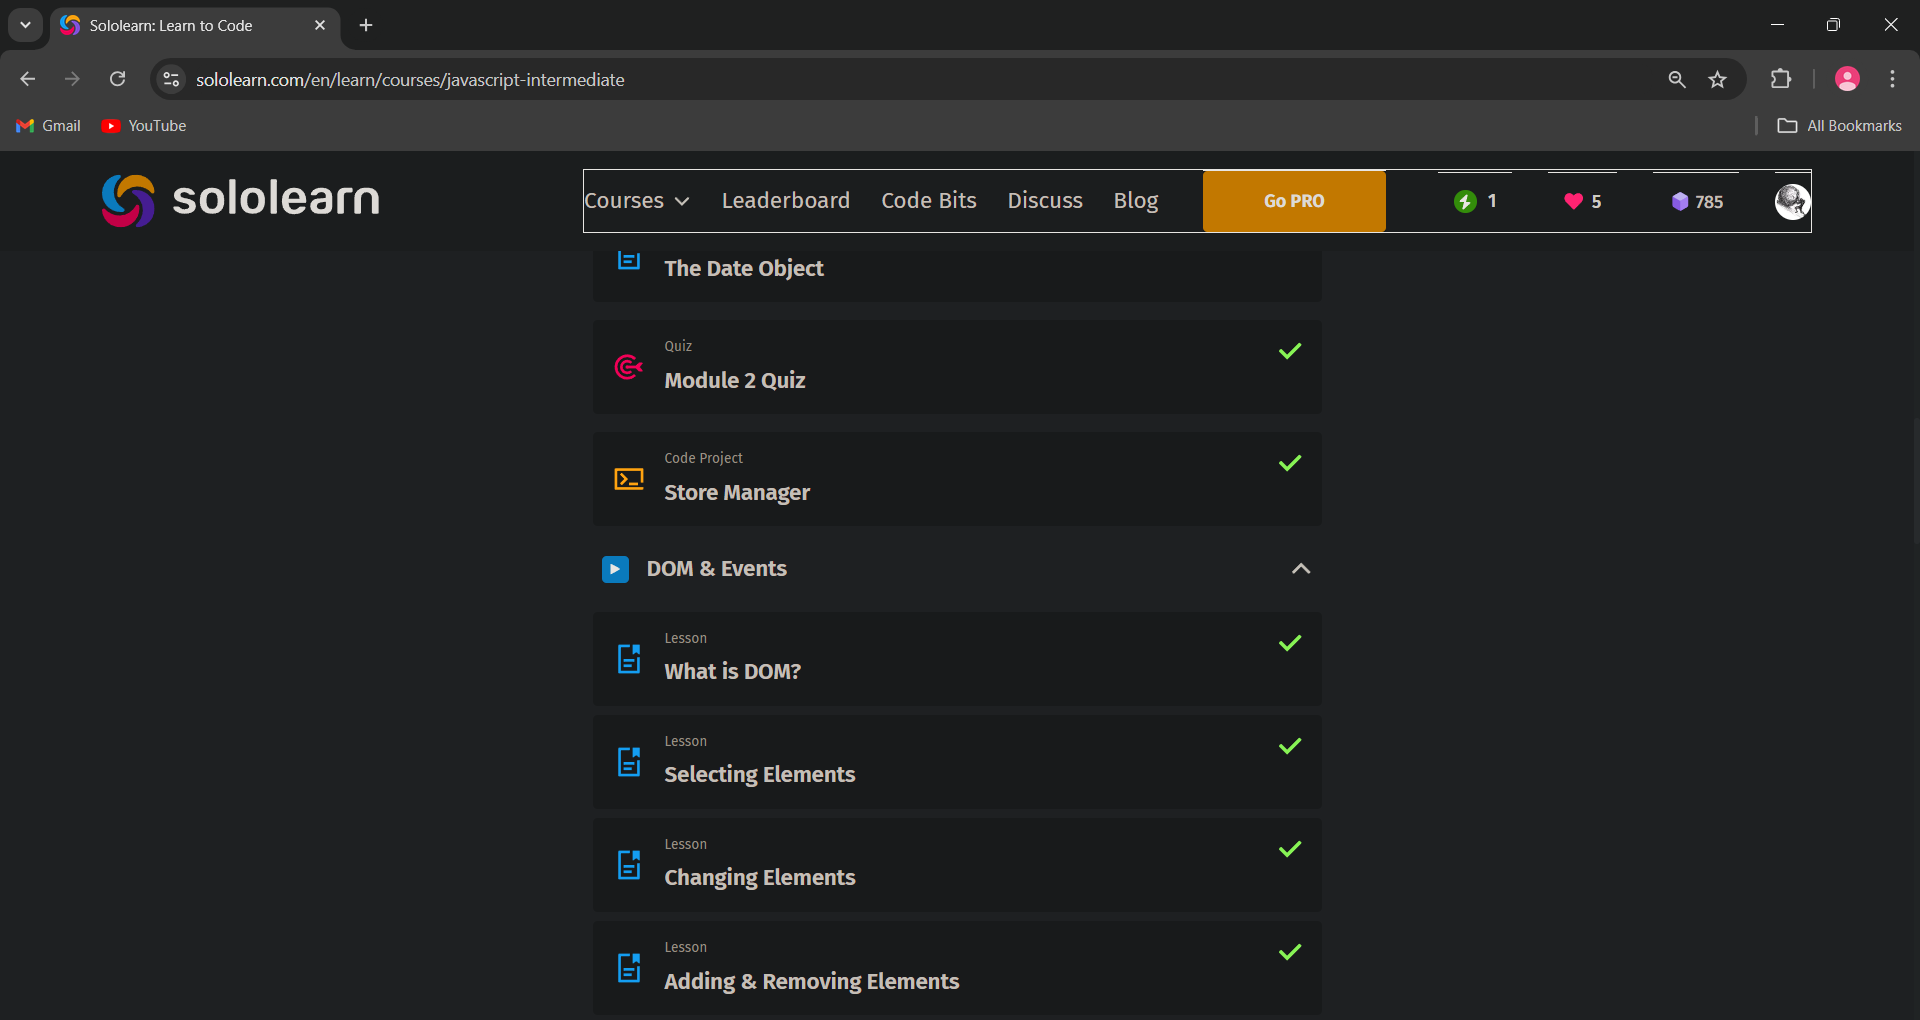 Sololearn: Learn to Code
sololearn.com/en/learn/courses/javascript-intermediate
Gmail YouTube All Bookmarks
sololearn Courses Leaderboard Code Bits Discuss Blog Go PRO 1 5 785
The Date Object
Quiz
Module 2 Quiz
Code Project
Store Manager
DOM & Events
Lesson
What is DOM?
Lesson
Selecting Elements
Lesson
Changing Elements
Lesson
Adding & Removing Elements